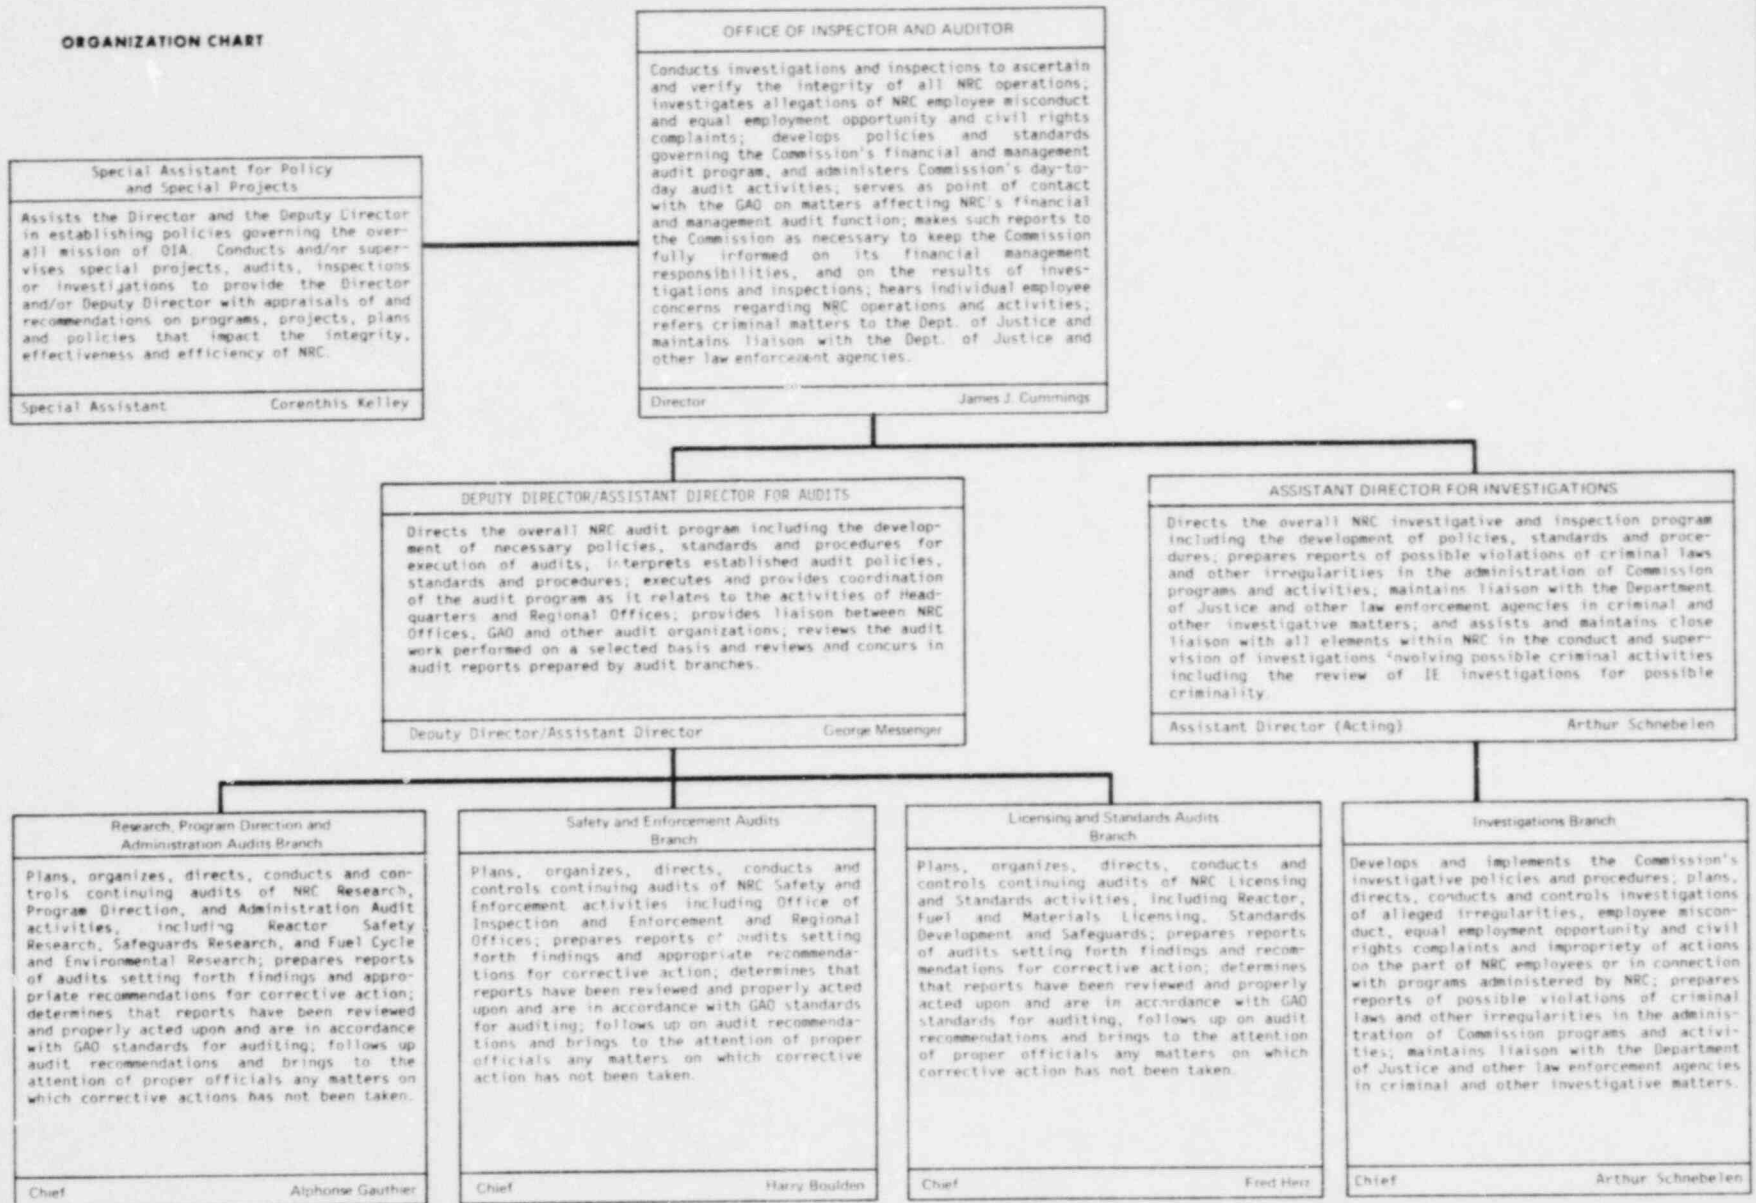 ORGANIZATION CHART
OFFICE OF INSPECTOR AND AUDITOR
Conducts investigations and inspections to ascertain
and verify the integrity of all NRC operations;
investigates allegations of NRC employee misconduct
and equal employment opportunity and civil rights
complaints; develops policies and standards
governing the Commission's financial and management
audit program, and administers Commission's day-to-
day audit activities; serves as point of contact
with the GAO on matters affecting NRC's financial
and management audit function; makes such reports to
the Commission as necessary to keep the Commission
fully informed on its financial management
responsibilities, and on the results of inves-
tigations and inspections; hears individual employee
concerns regarding NRC operations and activities;
refers criminal matters to the Dept. of Justice and
maintains liaison with the Dept. of Justice and
other law enforcement agencies.
Director James J. Cummings
Special Assistant for Policy
and Special Projects
Assists the Director and the Deputy Director
in establishing policies governing the over-
all mission of OIA. Conducts and/or super-
vises special projects, audits, inspections
or investigations to provide the Director
and/or Deputy Director with appraisals of and
recommendations on programs, projects, plans
and policies that impact the integrity,
effectiveness and efficiency of NRC.
Special Assistant Corenthis Kelley
DEPUTY DIRECTOR/ASSISTANT DIRECTOR FOR AUDITS
Directs the overall NRC audit program including the develop-
ment of necessary policies, standards and procedures for
execution of audits; interprets established audit policies,
standards and procedures; executes and provides coordination
of the audit program as it relates to the activities of Head-
quarters and Regional Offices; provides liaison between NRC
Offices, GAO and other audit organizations; reviews the audit
work performed on a selected basis and reviews and concurs in
audit reports prepared by audit branches.
Deputy Director/Assistant Director George Messenger
ASSISTANT DIRECTOR FOR INVESTIGATIONS
Directs the overall NRC investigative and inspection program
including the development of policies, standards and proce-
dures; prepares reports of possible violations of criminal laws
and other irregularities in the administration of Commission
programs and activities; maintains liaison with the Department
of Justice and other law enforcement agencies in criminal and
other investigative matters; and assists and maintains close
liaison with all elements within NRC in the conduct and super-
vision of investigations involving possible criminal activities
including the review of IE investigations for possible
criminality.
Assistant Director (Acting) Arthur Schnebelen
Research, Program Direction and
Administration Audits Branch
Plans, organizes, directs, conducts and con-
trols continuing audits of NRC Research,
Program Direction, and Administration Audit
activities, including Reactor Safety
Research, Safeguards Research, and Fuel Cycle
and Environmental Research; prepares reports
of audits setting forth findings and appro-
priate recommendations for corrective action;
determines that reports have been reviewed
and properly acted upon and are in accordance
with GAO standards for auditing; follows up
audit recommendations and brings to the
attention of proper officials any matters on
which corrective actions has not been taken.
Chief Alphonse Gauthier
Safety and Enforcement Audits
Branch
Plans, organizes, directs, conducts and
controls continuing audits of NRC Safety and
Enforcement activities including Office of
Inspection and Enforcement and Regional
Offices; prepares reports of audits setting
forth findings and appropriate recommenda-
tions for corrective action; determines that
reports have been reviewed and properly acted
upon and are in accordance with GAO standards
for auditing; follows up on audit recommenda-
tions and brings to the attention of proper
officials any matters on which corrective
action has not been taken.
Chief Harry Boulden
Licensing and Standards Audits
Branch
Plans, organizes, directs, conducts and
controls continuing audits of NRC Licensing
and Standards activities, including Reactor,
Fuel and Materials Licensing, Standards
Development and Safeguards; prepares reports
of audits setting forth findings and recom-
mendations for corrective action; determines
that reports have been reviewed and properly
acted upon and are in accordance with GAO
standards for auditing, follows up on audit
recommendations and brings to the attention
of proper officials any matters on which
corrective action has not been taken.
Chief Fred Herr
Investigations Branch
Develops and implements the Commission's
investigative policies and procedures; plans,
directs, conducts and controls investigations
of alleged irregularities, employee miscon-
duct, equal employment opportunity and civil
rights complaints and impropriety of actions
on the part of NRC employees or in connection
with programs administered by NRC; prepares
reports of possible violations of criminal
laws and other irregularities in the adminis-
tration of Commission programs and activi-
ties; maintains liaison with the Department
of Justice and other law enforcement agencies
in criminal and other investigative matters.
Chief Arthur Schnebelen